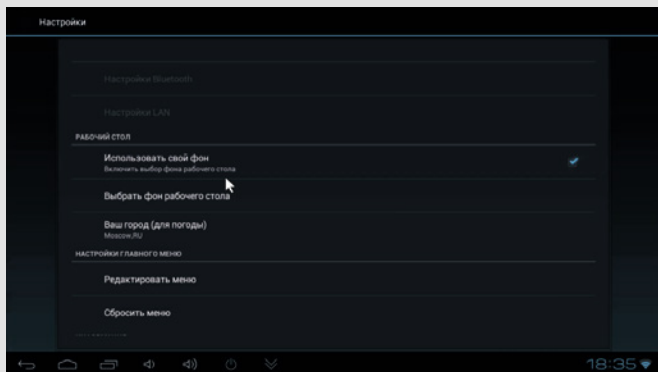 Настройки
Настройки Bluetooth
Настройки LAN
РАБОЧИЙ СТОЛ
Использовать свой фон
Включить выбор фона рабочего стола
Выбрать фон рабочего стола
Ваш город (для погоды)
Moscow,RU
НАСТРОЙКИ ГЛАВНОГО МЕНЮ
Редактировать меню
Сбросить меню
18:35